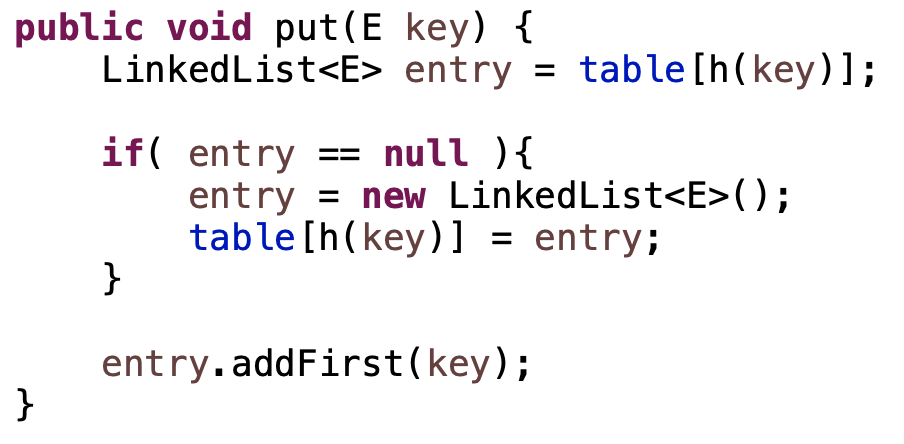 public void put(E key) {
    LinkedList<E> entry = table[h(key)];

    if( entry == null ){
        entry = new LinkedList<E>();
        table[h(key)] = entry;
    }

    entry.addFirst(key);
}